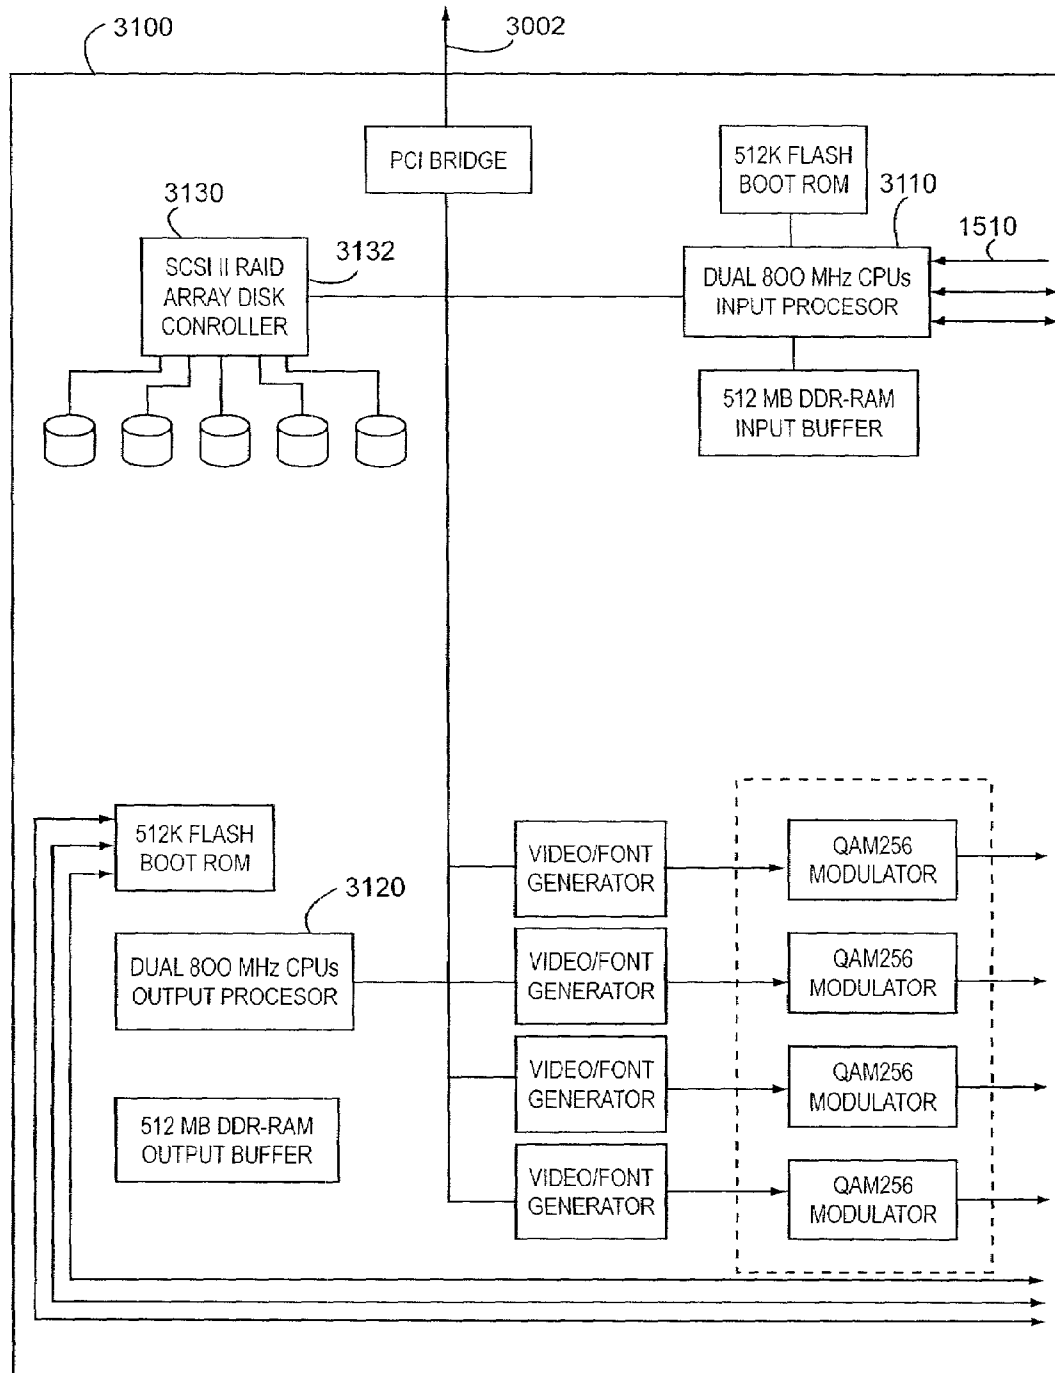 3100
3002
PCI BRIDGE
512K FLASH
BOOT ROM
3130
3110
3132
1510
SCSI II RAID
ARRAY DISK
CONROLLER
DUAL 800 MHz CPUs
INPUT PROCESOR
512 MB DDR-RAM
INPUT BUFFER
512K FLASH
BOOT ROM
3120
DUAL 800 MHz CPUs
OUTPUT PROCESOR
512 MB DDR-RAM
OUTPUT BUFFER
VIDEO/FONT
GENERATOR
QAM256
MODULATOR
VIDEO/FONT
GENERATOR
QAM256
MODULATOR
VIDEO/FONT
GENERATOR
QAM256
MODULATOR
VIDEO/FONT
GENERATOR
QAM256
MODULATOR